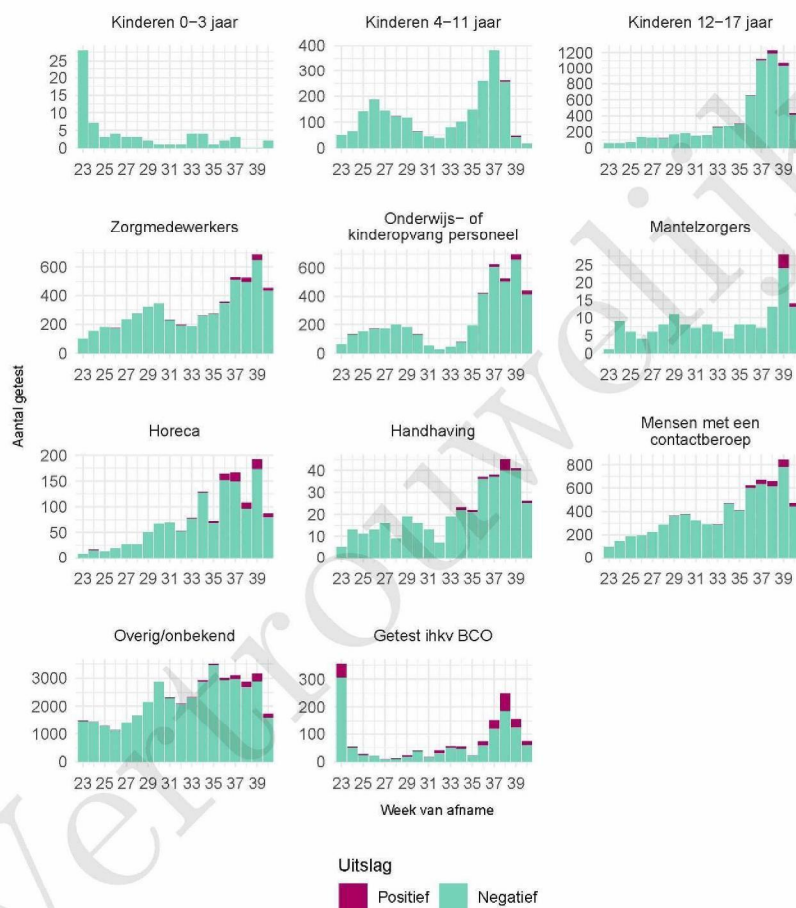 Kinderen 0−3 jaar
Kinderen 4−11 jaar
Kinderen 12−17 jaar
25
20
15
10
5
0
23 25 27 29 31 33 35 37 39
400
300
200
100
0
23 25 27 29 31 33 35 37 39
1200
1000
800
600
400
200
0
23 25 27 29 31 33 35 37 39
Zorgmedewerkers
Onderwijs− of
kinderopvang personeel
Mantelzorgers
600
400
200
0
23 25 27 29 31 33 35 37 39
600
400
200
0
23 25 27 29 31 33 35 37 39
25
20
15
10
5
0
23 25 27 29 31 33 35 37 39
Aantal getest
Horeca
Handhaving
Mensen met een
contactberoep
200
150
100
50
0
23 25 27 29 31 33 35 37 39
40
30
20
10
0
23 25 27 29 31 33 35 37 39
800
600
400
200
0
23 25 27 29 31 33 35 37 39
Overig/onbekend
Getest ihkv BCO
3000
2000
1000
0
23 25 27 29 31 33 35 37 39
300
200
100
0
23 25 27 29 31 33 35 37 39
Week van afname
Uitslag
Positief Negatief
Vertrouwelijk